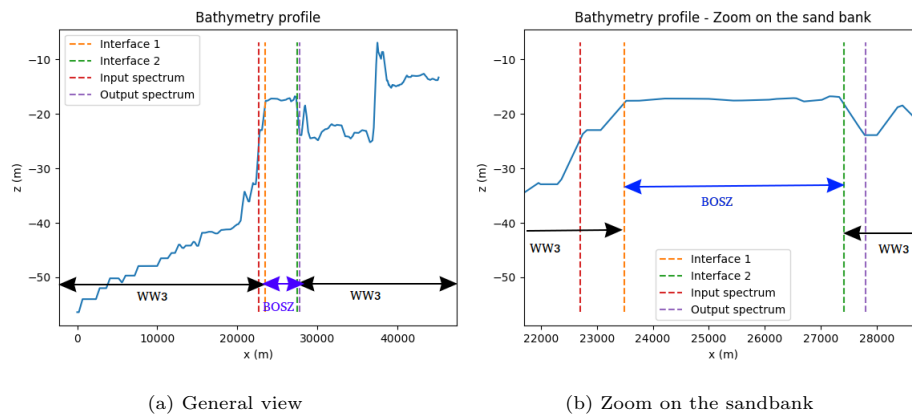 Bathymetry profile
Interface 1
Interface 2
Input spectrum
Output spectrum
z (m)
−10
−20
−30
−40
−50
WW3
BOSZ
WW3
0
10000
20000
30000
40000
x (m)
(a) General view
Bathymetry profile - Zoom on the sand bank
z (m)
−10
−20
−30
−40
−50
BOSZ
WW3
WW3
Interface 1
Interface 2
Input spectrum
Output spectrum
22000
23000
24000
25000
26000
27000
28000
x (m)
(b) Zoom on the sandbank